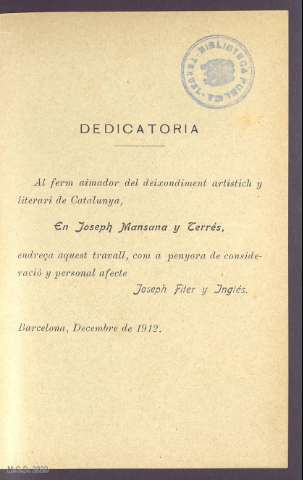 BIBLIOTECA PUBLICA
DEDICATORIA
Al ferm aimador del deixondiment artistich y
literari de Catalunya,
En Joseph Mansana y Terrés,
endreça aquest travall, com a penyora de conside-
ració y personal afecte
Joseph Fiter y Inglés.
Barcelona, Decembre de 1912.